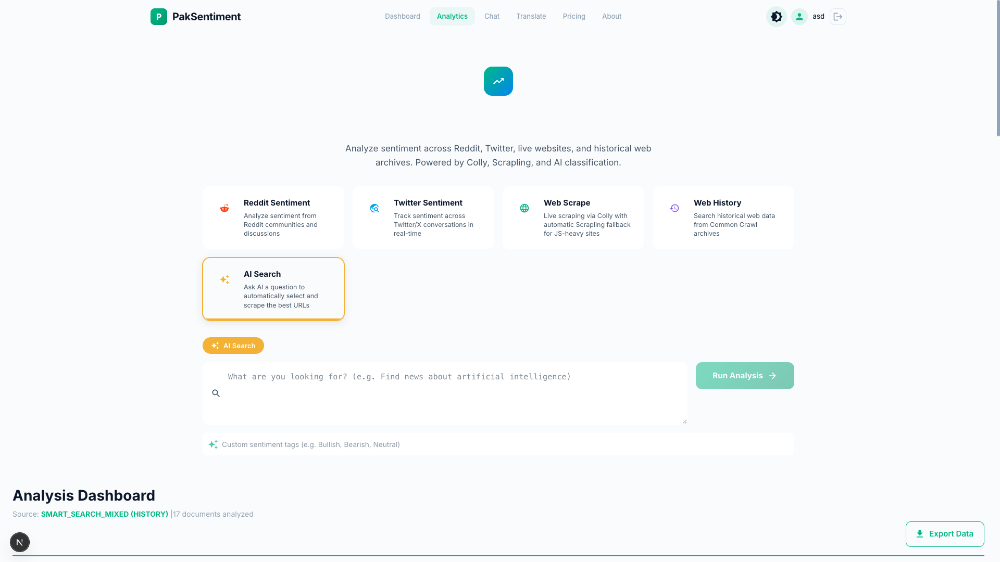 P PakSentiment
Dashboard
Analytics
Chat
Translate
Pricing
About
asd
Analyze sentiment across Reddit, Twitter, live websites, and historical web
archives. Powered by Colly, Scrapling, and AI classification.
Reddit Sentiment
Analyze sentiment from
Reddit communities and
discussions
Twitter Sentiment
Track sentiment across
Twitter/X conversations in
real-time
Web Scrape
Live scraping via Colly with
automatic Scrapling fallback
for JS-heavy sites
Web History
Search historical web data
from Common Crawl
archives
AI Search
Ask AI a question to
automatically select and
scrape the best URLs
AI Search
What are you looking for? (e.g. Find news about artificial intelligence)
Run Analysis
Custom sentiment tags (e.g. Bullish, Bearish, Neutral)
Analysis Dashboard
Source: SMART_SEARCH_MIXED (HISTORY) |17 documents analyzed
N
Export Data